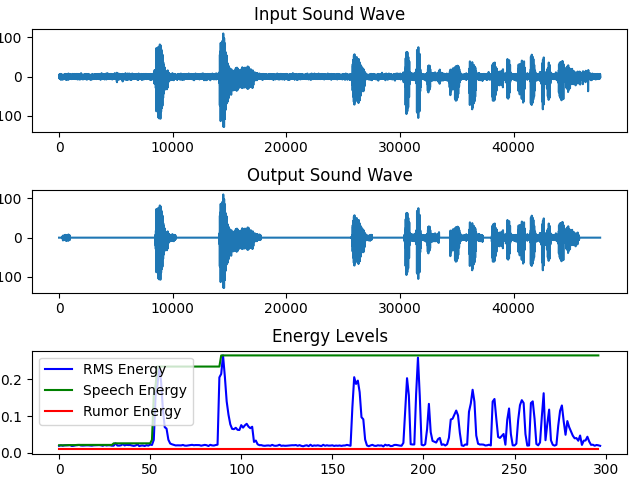 Input Sound Wave
100
0
100
0 10000 20000 30000 40000
Output Sound Wave
100
0
100
0 10000 20000 30000 40000
Energy Levels
RMS Energy
Speech Energy
Rumor Energy
0.2
0.1
0.0
0 50 100 150 200 250 300